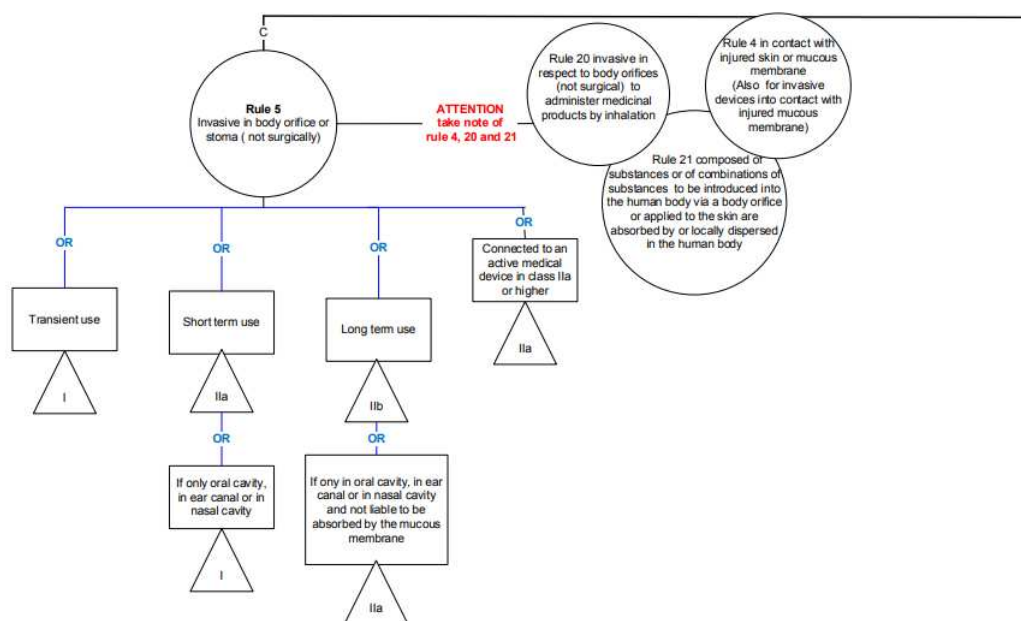 C
Rule 5
Invasive in body orifice or
stoma ( not surgically)
ATTENTION
take note of
rule 4, 20 and 21
Rule 20 invasive in
respect to body orifices
(not surgical) to
administer medicinal
products by inhalation
Rule 4 in contact with
injured skin or mucous
membrane
(Also for invasive
devices into contact with
injured mucous
membrane)
Rule 21 composed of
substances or of combinations of
substances to be introduced into
the human body via a body orifice
or applied to the skin are
absorbed by or locally dispersed
in the human body
OR
Transient use
I
OR
Short term use
IIa
OR
If only oral cavity,
in ear canal or in
nasal cavity
I
OR
Long term use
IIb
OR
If ony in oral cavity, in ear
canal or in nasal cavity
and not liable to be
absorbed by the mucous
membrane
IIa
OR
Connected to an
active medical
device in class IIa
or higher
IIa